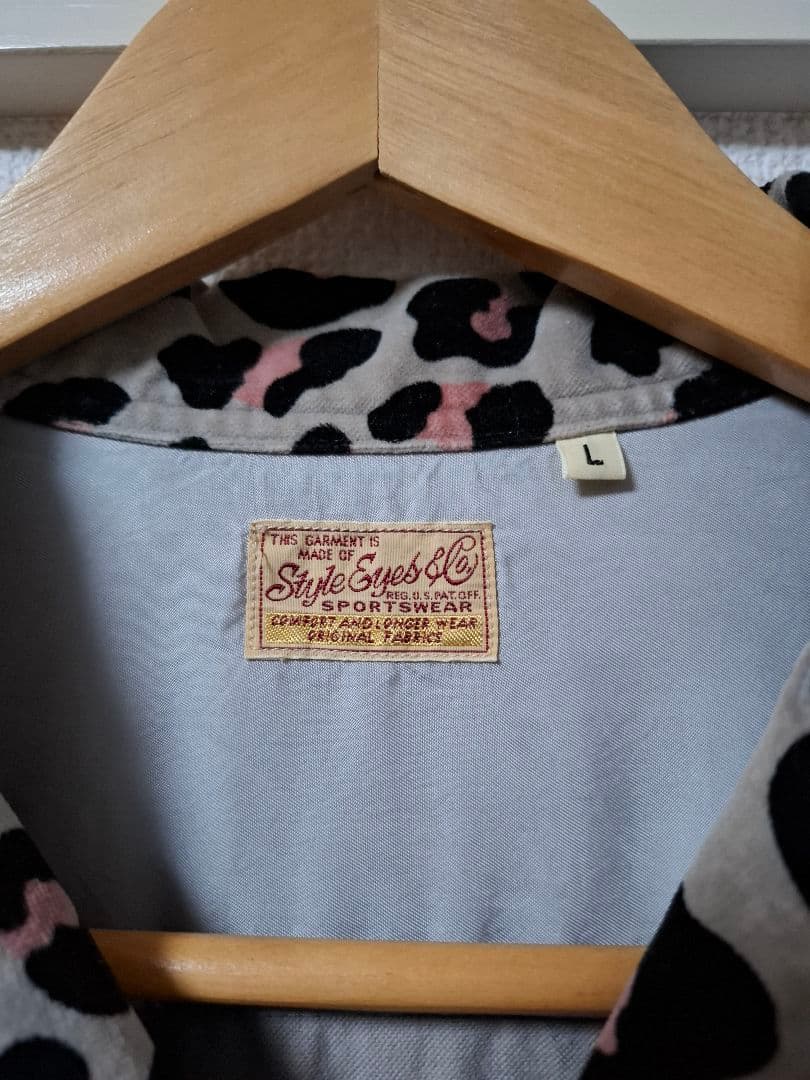 L
THIS GARMENT IS
MADE OF
Style Eyes & Co,
REG. U.S. PAT. OFF.
SPORTSWEAR
COMFORT AND LONGER WEAR
ORIGINAL FABRICS